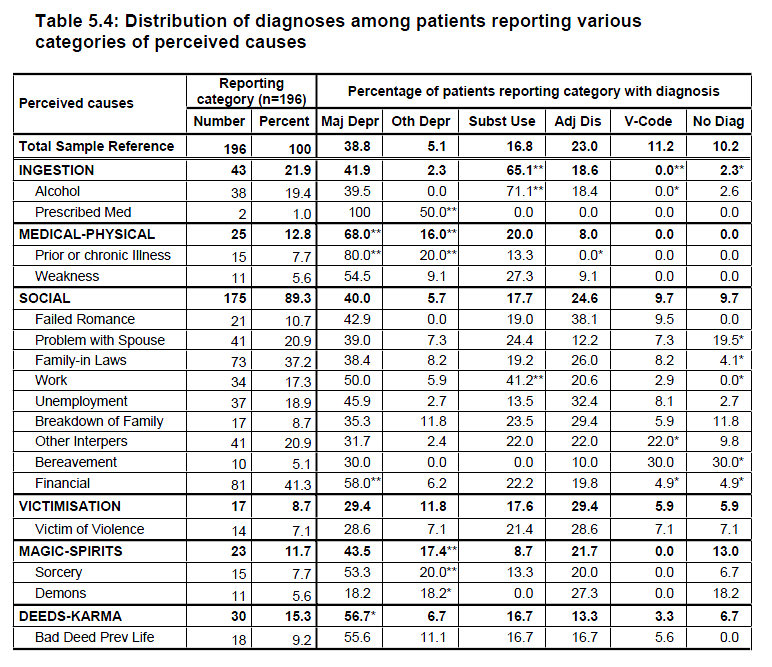 Table 5.4: Distribution of diagnoses among patients reporting various
categories of perceived causes
Perceived causes Reporting category (n=196) Percentage of patients reporting category with diagnosis
Number Percent Maj Depr Oth Depr Subst Use Adj Dis V-Code No Diag
Total Sample Reference 196 100 38.8 5.1 16.8 23.0 11.2 10.2
INGESTION 43 21.9 41.9 2.3 65.1** 18.6 0.0** 2.3*
Alcohol 38 19.4 39.5 0.0 71.1** 18.4 0.0* 2.6
Prescribed Med 2 1.0 100 50.0** 0.0 0.0 0.0 0.0
MEDICAL-PHYSICAL 25 12.8 68.0** 16.0** 20.0 8.0 0.0 0.0
Prior or chronic Illness 15 7.7 80.0** 20.0** 13.3 0.0* 0.0 0.0
Weakness 11 5.6 54.5 9.1 27.3 9.1 0.0 0.0
SOCIAL 175 89.3 40.0 5.7 17.7 24.6 9.7 9.7
Failed Romance 21 10.7 42.9 0.0 19.0 38.1 9.5 0.0
Problem with Spouse 41 20.9 39.0 7.3 24.4 12.2 7.3 19.5*
Family-in Laws 73 37.2 38.4 8.2 19.2 26.0 8.2 4.1*
Work 34 17.3 50.0 5.9 41.2** 20.6 2.9 0.0*
Unemployment 37 18.9 45.9 2.7 13.5 32.4 8.1 2.7
Breakdown of Family 17 8.7 35.3 11.8 23.5 29.4 5.9 11.8
Other Interpers 41 20.9 31.7 2.4 22.0 22.0 22.0* 9.8
Bereavement 10 5.1 30.0 0.0 0.0 10.0 30.0 30.0*
Financial 81 41.3 58.0** 6.2 22.2 19.8 4.9* 4.9*
VICTIMISATION 17 8.7 29.4 11.8 17.6 29.4 5.9 5.9
Victim of Violence 14 7.1 28.6 7.1 21.4 28.6 7.1 7.1
MAGIC-SPIRITS 23 11.7 43.5 17.4** 8.7 21.7 0.0 13.0
Sorcery 15 7.7 53.3 20.0** 13.3 20.0 6.7
Demons 11 5.6 18.2 18.2* 0.0 27.3 0.0 18.2
DEEDS-KARMA 30 15.3 56.7* 6.7 16.7 13.3 3.3 6.7
Bad Deed Prev Life 18 9.2 55.6 11.1 16.7 16.7 5.6 0.0